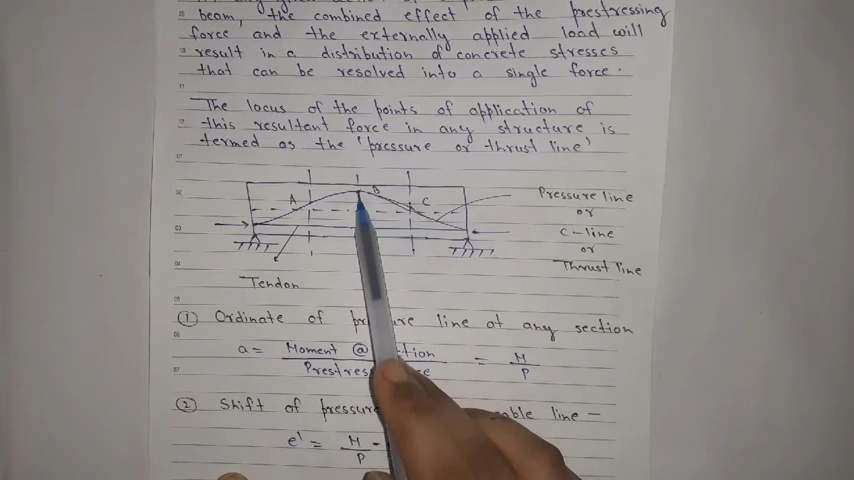 beam, the combined effect of the prestressing
force and the externally applied load will
result in a distribution of concrete stresses
that can be resolved into a single force.
The locus of the points of application of
this resultent force in any structure is
termed as the 'pressure or thrust line'
A B C
Pressure line
or
C-line
or
Thrust line
Tendon
① Ordinate of line at any section
a = Moment @ = M
P
② Shift of cable line -
e' = M -
P